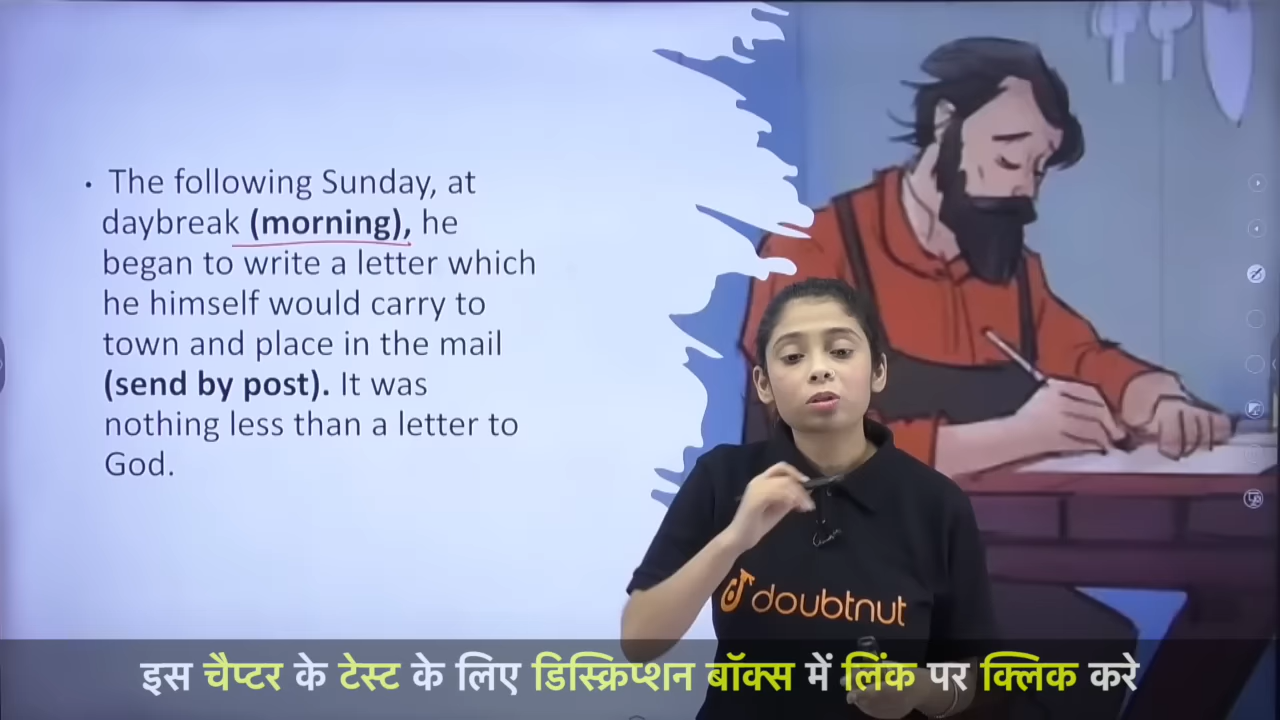 • The following Sunday, at
daybreak (morning), he
began to write a letter which
he himself would carry to
town and place in the mail
(send by post). It was
nothing less than a letter to
God.
doubtnut
इस चैप्टर के टेस्ट के लिए डिस्क्रिप्शन बॉक्स में लिंक पर क्लिक करे